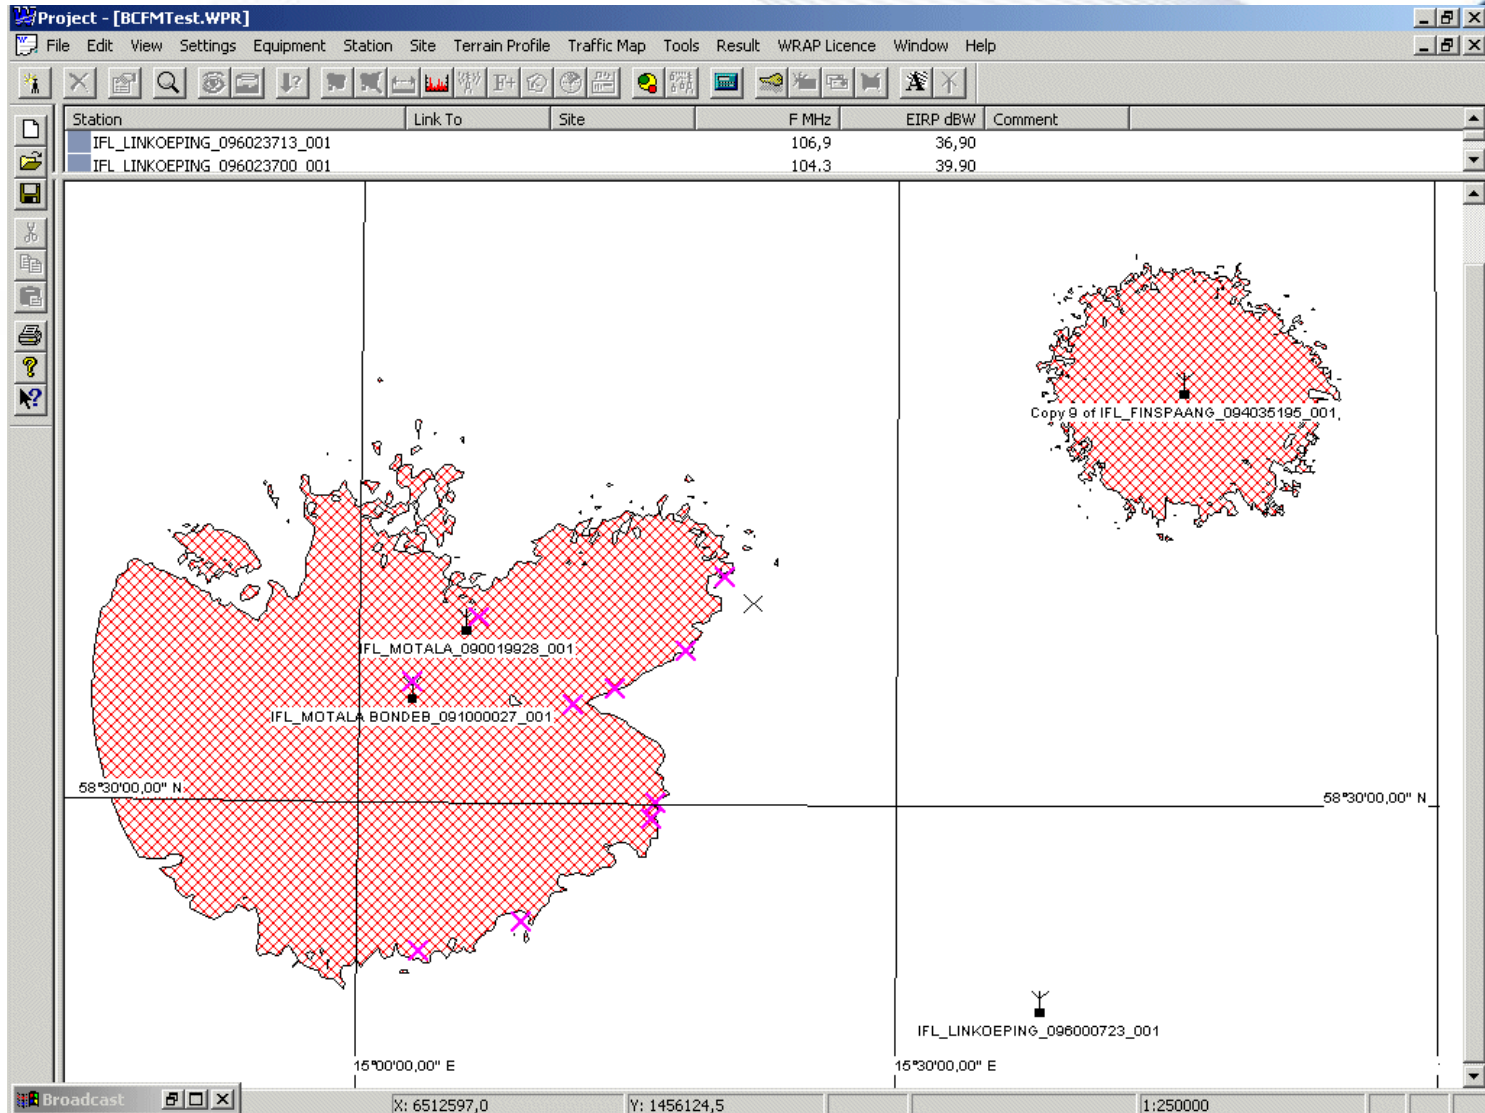 Project - [BCFMTest.WPR]
File Edit View Settings Equipment Station Site Terrain Profile Traffic Map Tools Result WRAP Licence Window Help
Station Link To Site F MHz EIRP dBW Comment
IFL_LINKOEPING_096023713_001 106,9 36,90
IFL_LINKOEPING_096023700_001 104,3 39,90
Copy 9 of IFL_FINSPAANG_094035195_001,
IFL_MOTALA_090019928_001
IFL_MOTALA BONDEB_091000027_001
58°30'00,00" N
58°30'00,00" N
IFL_LINKOEPING_096000723_001
15°00'00,00" E
15°30'00,00" E
Broadcast
X: 6512597,0 Y: 1456124,5 1:250000